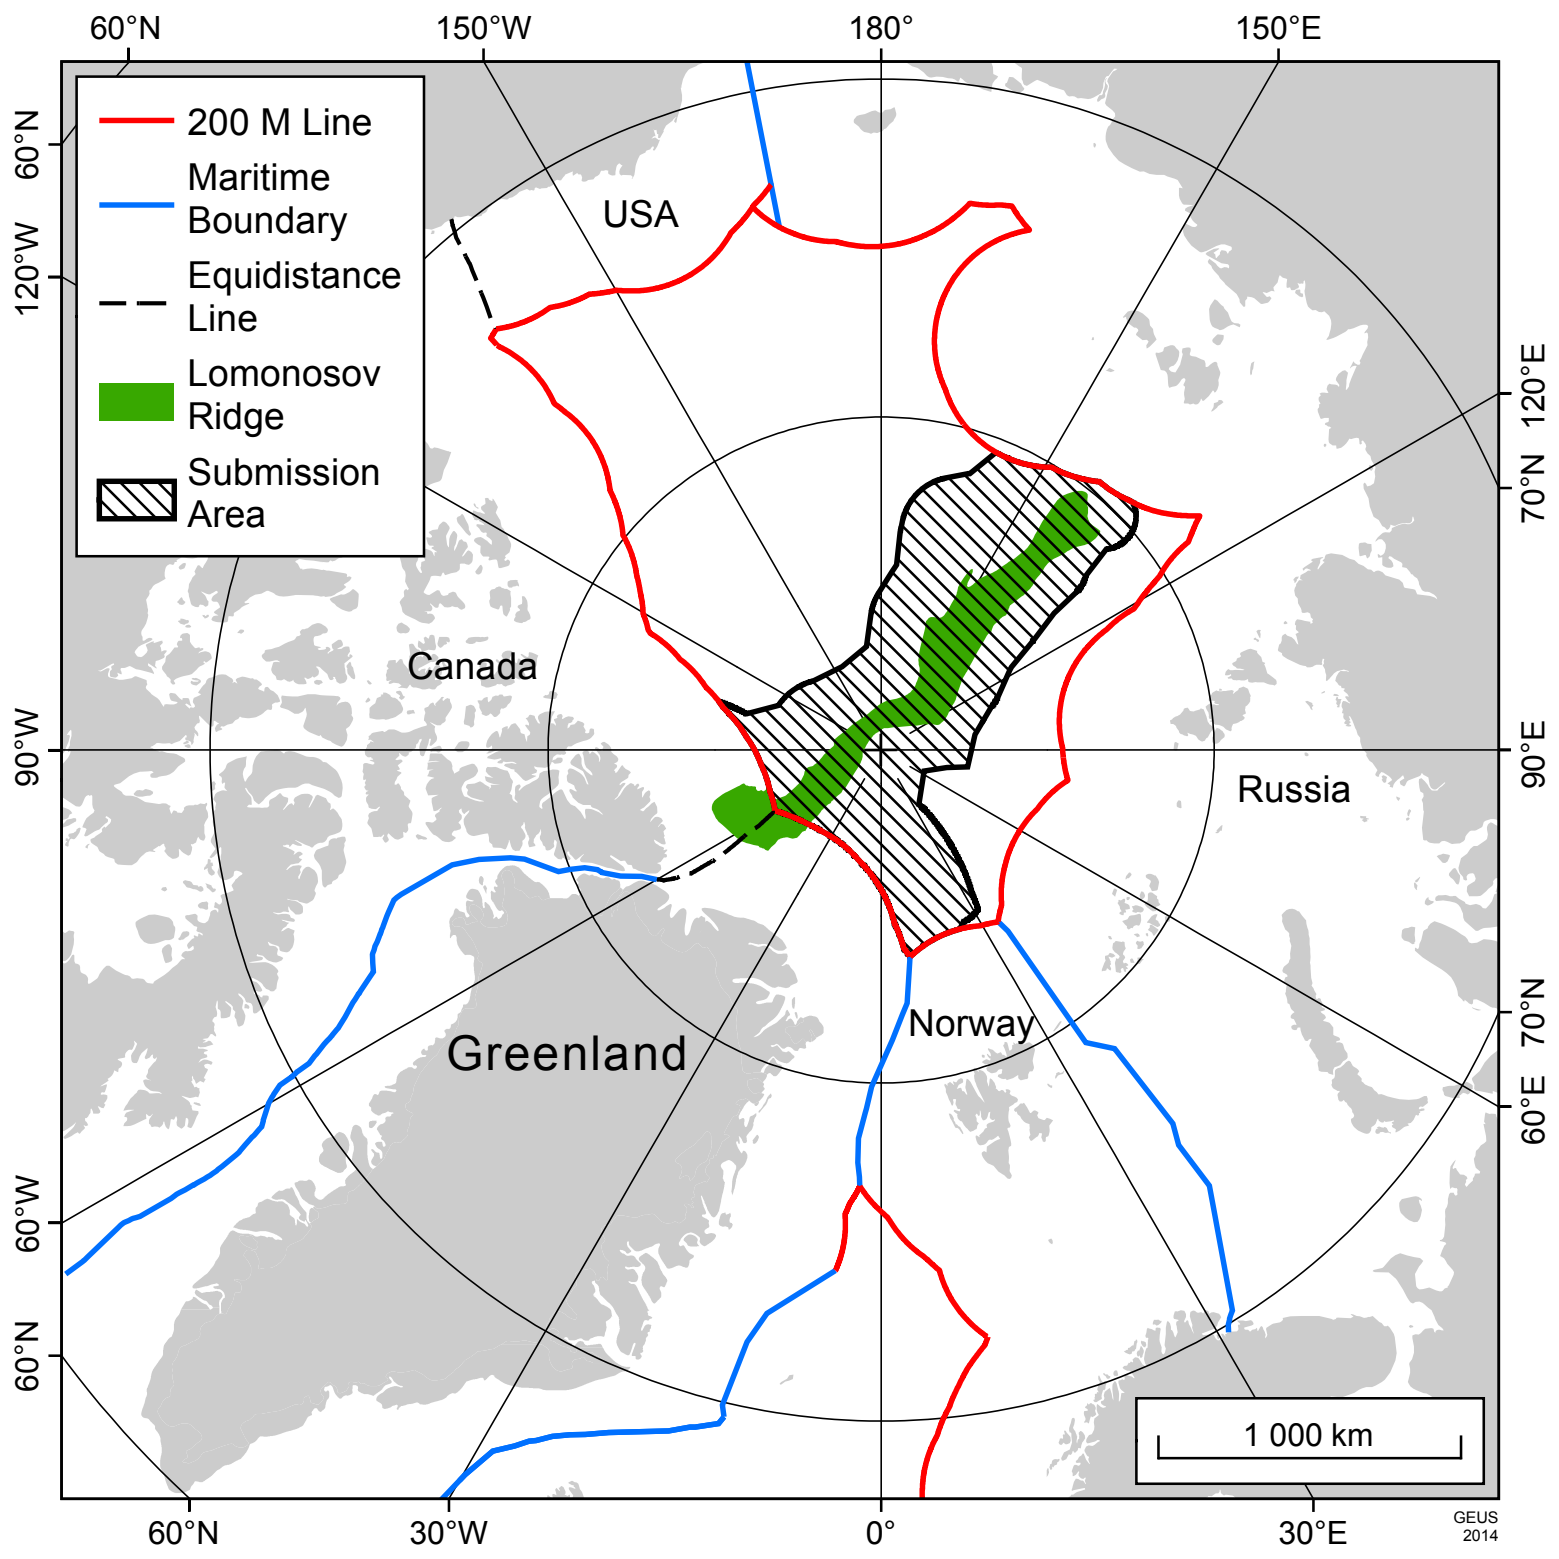 60°N
150°W
180°
150°E
60°N
120°W
90°W
60°W
60°N
200 M Line
Maritime
Boundary
Equidistance
Line
Lomonosov
Ridge
Submission
Area
USA
Canada
Russia
Norway
Greenland
120°E
70°N
90°E
70°N
60°E
1 000 km
60°N
30°W
0°
30°E
GEUS
2014